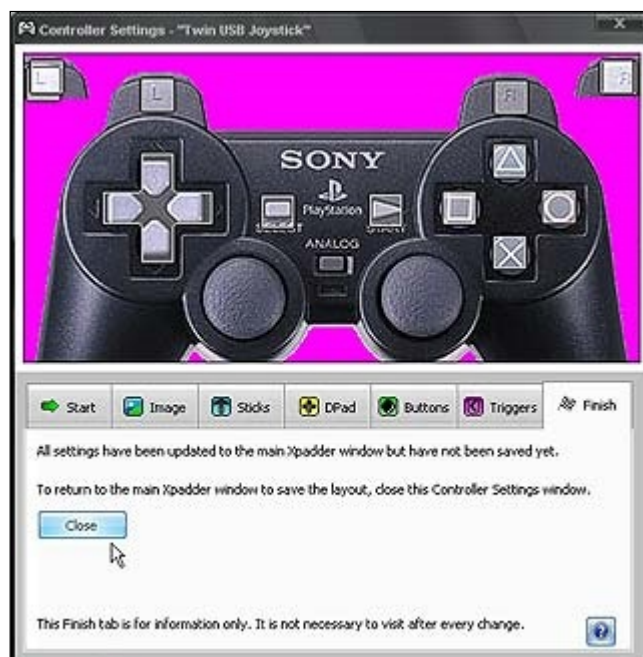 Controller Settings - "Twin USB Joystick"
L
L
R
R
SONY
PlayStation
SELECT
START
ANALOG
Start
Image
Sticks
DPad
Buttons
Triggers
Finish
All settings have been updated to the main Xpadder window but have not been saved yet.
To return to the main Xpadder window to save the layout, close this Controller Settings window.
Close
This Finish tab is for information only. It is not necessary to visit after every change.
?